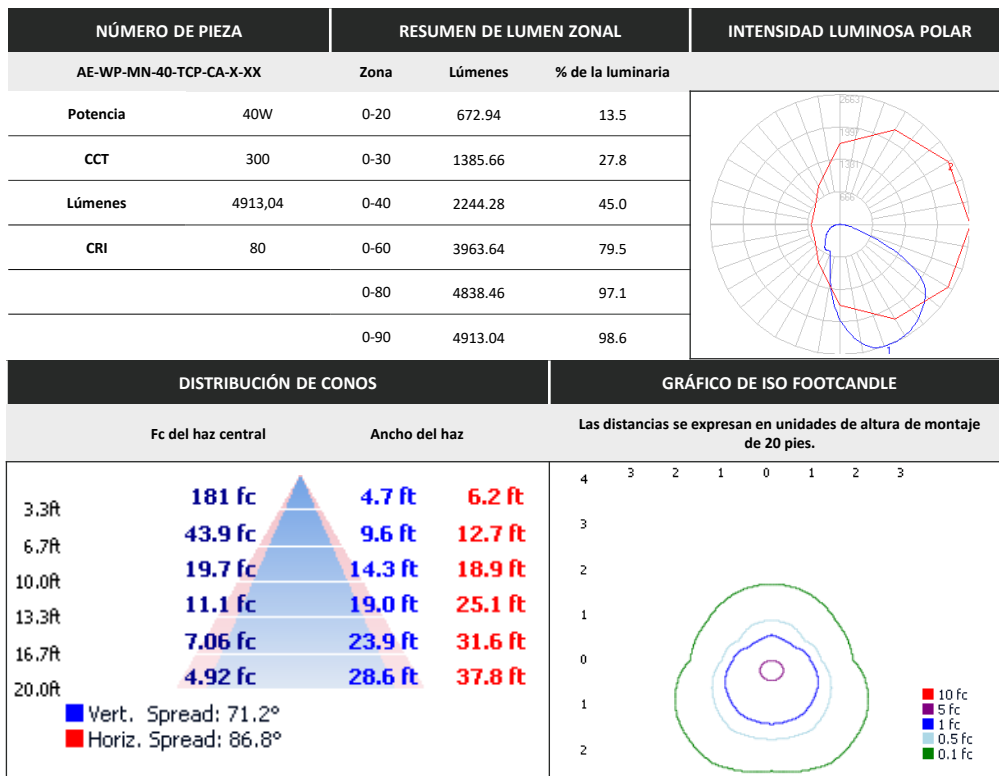 NÚMERO DE PIEZA
RESUMEN DE LUMEN ZONAL
INTENSIDAD LUMINOSA POLAR
AE-WP-MN-40-TCP-CA-X-XX
Zona Lúmenes % de la luminaria
Potencia 40W 0-20 672.94 13.5
CCT 300 0-30 1385.66 27.8
Lúmenes 4913,04 0-40 2244.28 45.0
CRI 80 0-60 3963.64 79.5
0-80 4838.46 97.1
0-90 4913.04 98.6
2663
1997
1331
666
2
1
DISTRIBUCIÓN DE CONOS
GRÁFICO DE ISO FOOTCANDLE
Fc del haz central Ancho del haz
Las distancias se expresan en unidades de altura de montaje
de 20 pies.
3.3ft 181 fc 4.7 ft 6.2 ft
6.7ft 43.9 fc 9.6 ft 12.7 ft
10.0ft 19.7 fc 14.3 ft 18.9 ft
13.3ft 11.1 fc 19.0 ft 25.1 ft
16.7ft 7.06 fc 23.9 ft 31.6 ft
20.0ft 4.92 fc 28.6 ft 37.8 ft
Vert. Spread: 71.2°
Horiz. Spread: 86.8°
3 2 1 0 1 2 3
4
3
2
1
0
1
2
10 fc
5 fc
1 fc
0.5 fc
0.1 fc